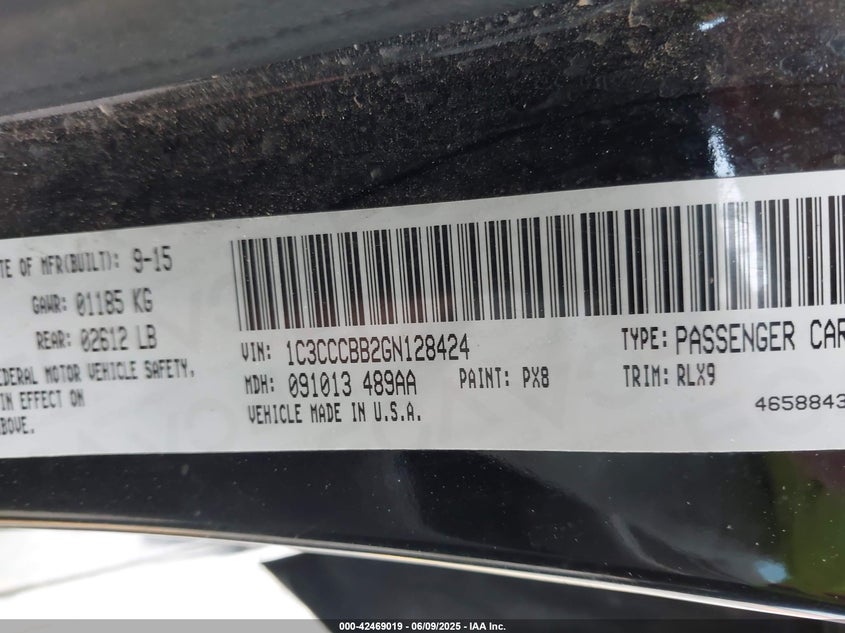 TE OF MFR(BUILT): 9-15
GAWR: 01185 KG
REAR: 02612 LB
EDERAL MOTOR VEHICLE SAFETY,
IN EFFECT ON
ABOVE.
VIN: 1C3CCCBB2GN128424
TYPE: PASSENGER CAR
MDH: 091013 489AA
PAINT: PX8
TRIM: RLX9
VEHICLE MADE IN U.S.A.
4658843
000-42469019 - 06/09/2025 - IAA Inc.